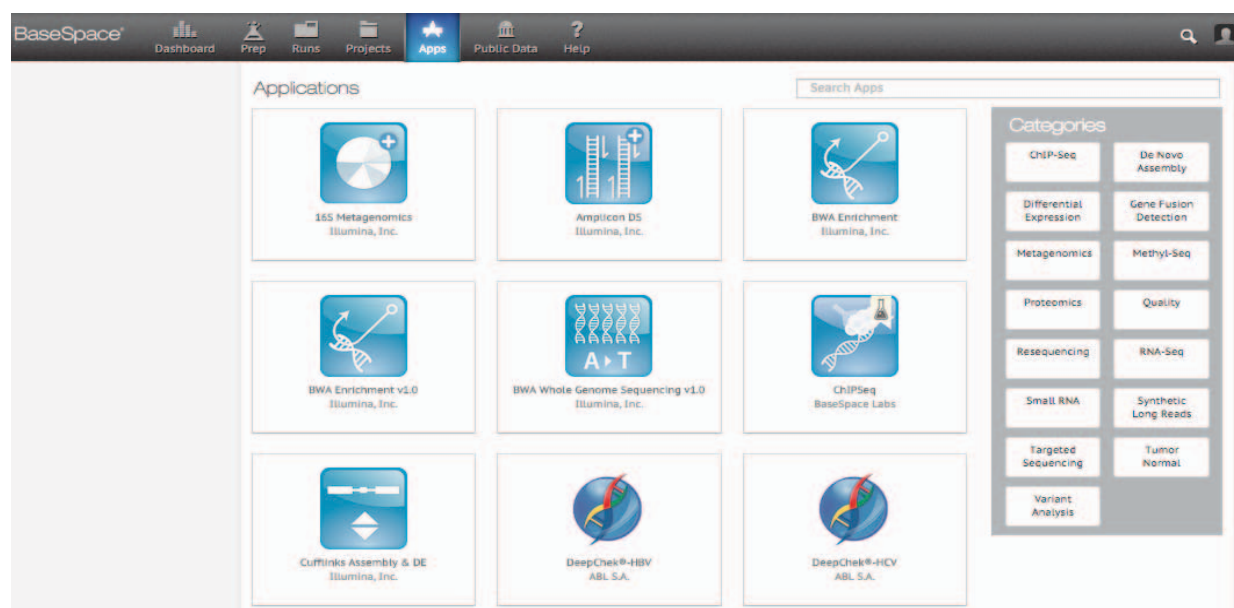 BaseSpace®
Dashboard
Prep
Runs
Projects
Apps
Public Data
Help
Applications
Search Apps
16S Metagenomics
Illumina, Inc.
Amplicon DS
Illumina, Inc.
BWA Enrichment
Illumina, Inc.
BWA Enrichment v1.0
Illumina, Inc.
A T
BWA Whole Genome Sequencing v1.0
Illumina, Inc.
ChIPSeq
BaseSpace Labs
Cufflinks Assembly & DE
Illumina, Inc.
DeepChek®-HBV
ABL S.A.
DeepChek®-HCV
ABL S.A.
Categories
ChIP-Seq
De Novo
Assembly
Differential
Expression
Gene Fusion
Detection
Metagenomics
Methyl-Seq
Proteomics
Quality
Resequencing
RNA-Seq
Small RNA
Synthetic
Long Reads
Targeted
Sequencing
Tumor
Normal
Variant
Analysis